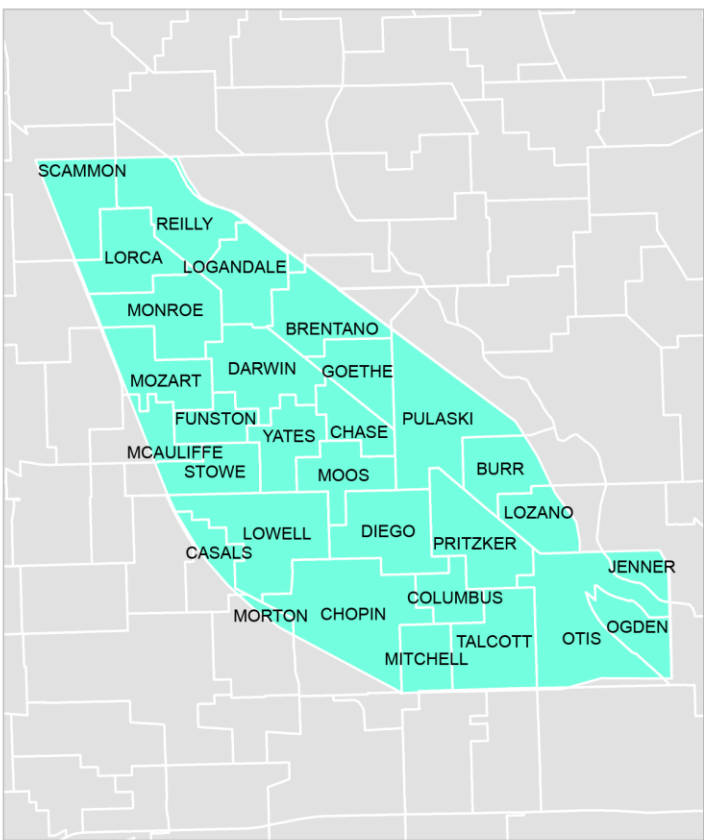 SCAMMON
REILLY
LORCA
LOGANDALE
MONROE
BRENTANO
DARWIN
GOETHE
MOZART
FUNSTON
PULASKI
YATES
CHASE
MCAULIFFE
STOWE
MOOS
BURR
LOZANO
LOWELL
DIEGO
PRITZKER
CASALS
JENNER
COLUMBUS
MORTON
CHOPIN
OGDEN
TALCOTT
OTIS
MITCHELL